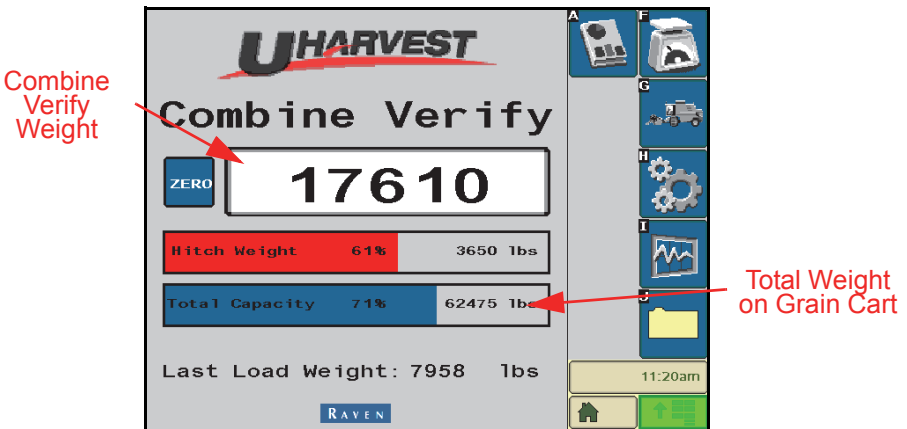 UHARVEST
A
F
Combine
Verify
Weight
Combine Verify
G
ZERO
17610
H
Hitch Weight 61% 3650 lbs
I
Total Capacity 71% 62475 lbs
J
Total Weight
on Grain Cart
Last Load Weight: 7958 lbs
11:20am
RAVEN